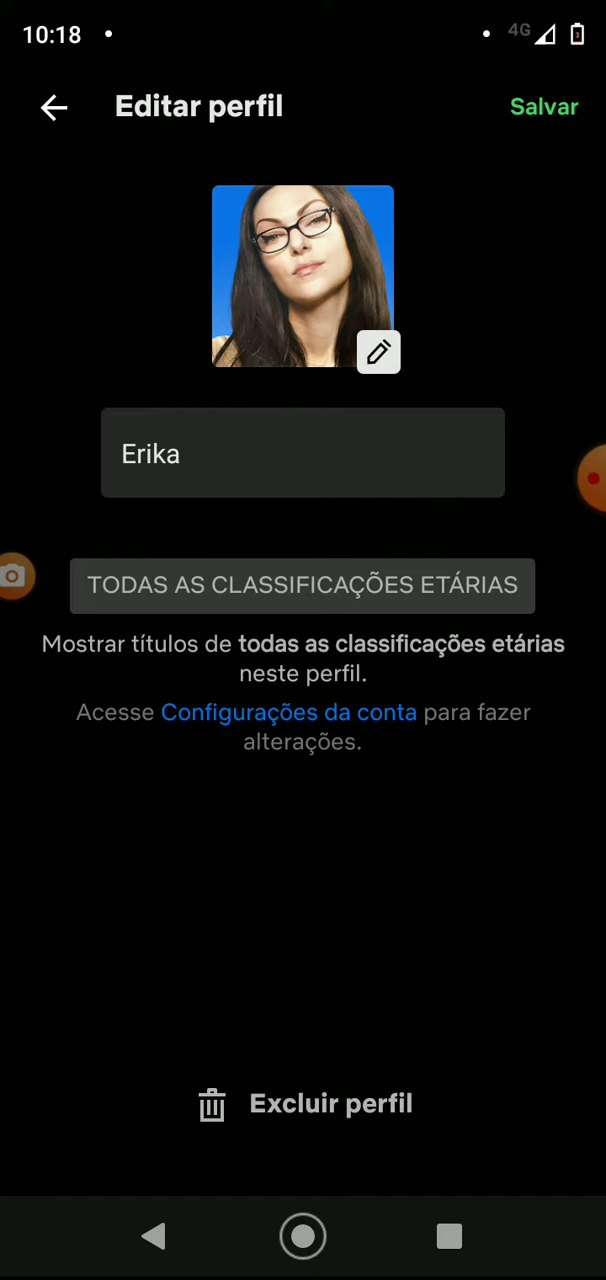 10:18
4G
Editar perfil
Salvar
Erika
TODAS AS CLASSIFICAÇÕES ETÁRIAS
Mostrar títulos de todas as classificações etárias
neste perfil.
Acesse Configurações da conta para fazer
alterações.
Excluir perfil